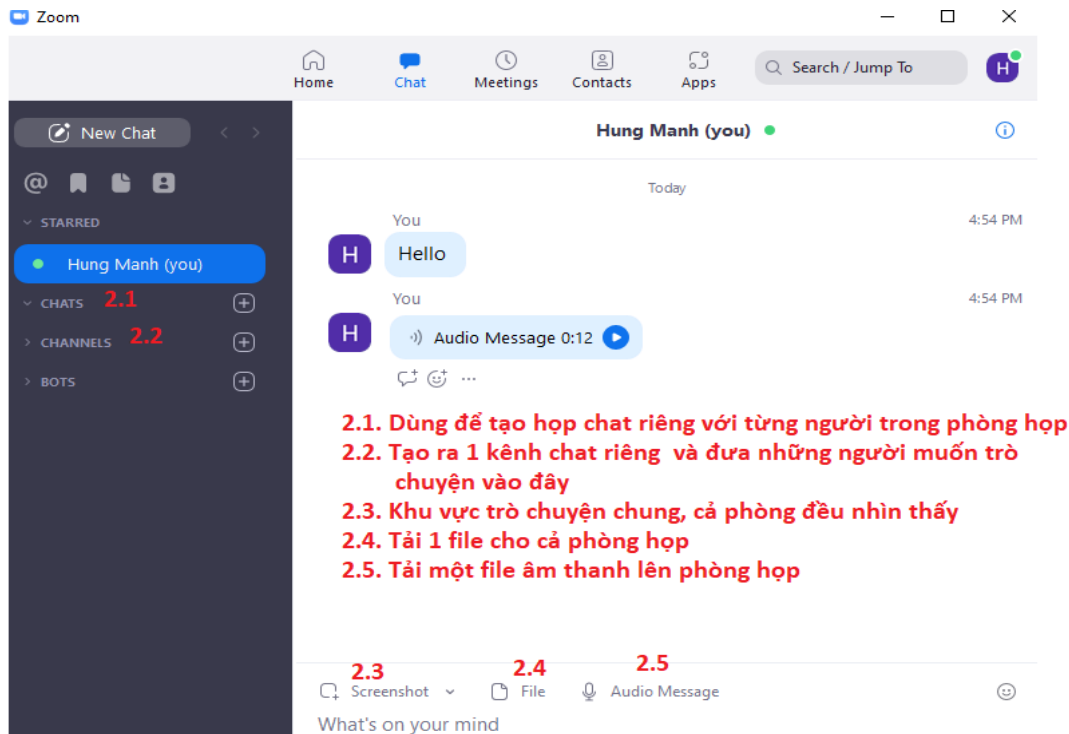 Zoom
Home Chat Meetings Contacts Apps Search / Jump To H
New Chat
Hung Manh (you)
@
Today
STARRED
You 4:54 PM
H Hello
Hung Manh (you)
CHATS 2.1
You 4:54 PM
H Audio Message 0:12
CHANNELS 2.2
BOTS
2.1. Dùng để tạo họp chat riêng với từng người trong phòng họp
2.2. Tạo ra 1 kênh chat riêng và đưa những người muốn trò
chuyện vào đây
2.3. Khu vực trò chuyện chung, cả phòng đều nhìn thấy
2.4. Tải 1 file cho cả phòng họp
2.5. Tải một file âm thanh lên phòng họp
2.3 2.4 2.5
Screenshot File Audio Message
What's on your mind